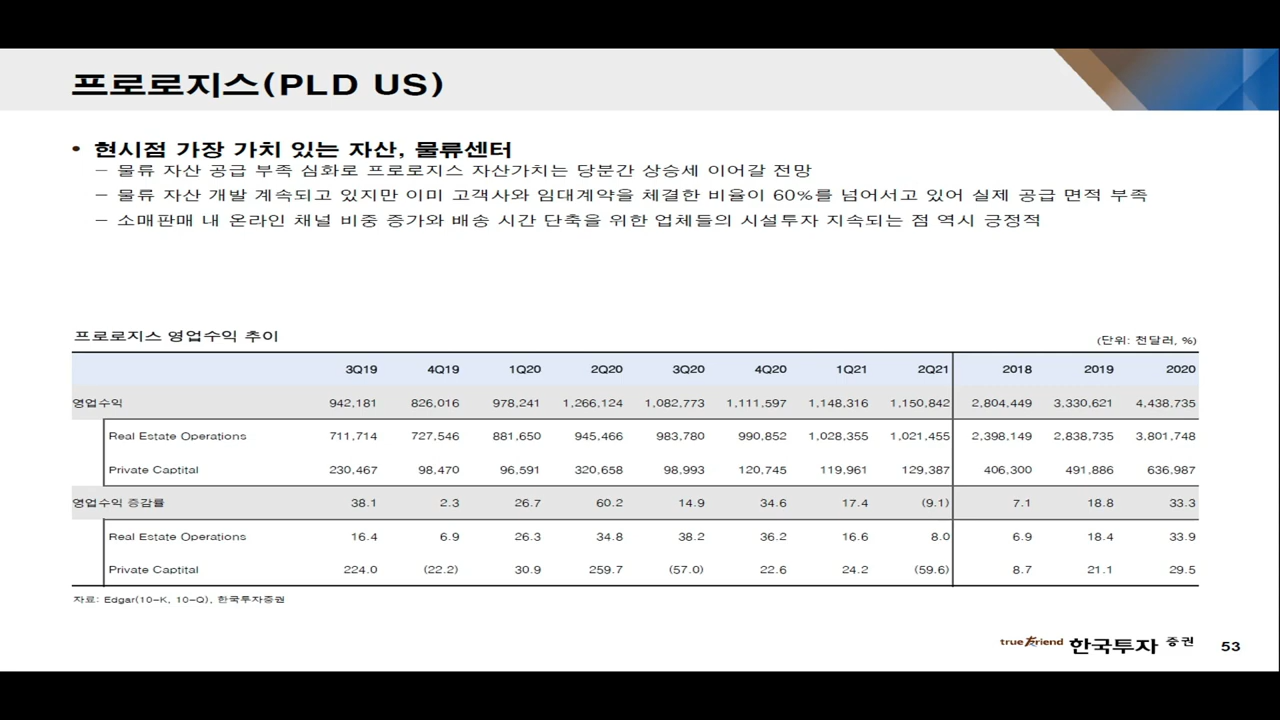 프로로지스(PLD US)
• 현시점 가장 가치 있는 자산, 물류센터
– 물류 자산 공급 부족 심화로 프로로지스 자산가치는 당분간 상승세 이어갈 전망
– 물류 자산 개발 계속되고 있지만 이미 고객사와 임대계약을 체결한 비율이 60%를 넘어서고 있어 실제 공급 면적 부족
– 소매판매 내 온라인 채널 비중 증가와 배송 시간 단축을 위한 업체들의 시설투자 지속되는 점 역시 긍정적
프로로지스 영업수익 추이 (단위: 천달러, %)
3Q19 4Q19 1Q20 2Q20 3Q20 4Q20 1Q21 2Q21 2018 2019 2020
영업수익 942,181 826,016 978,241 1,266,124 1,082,773 1,111,597 1,148,316 1,150,842 2,804,449 3,330,621 4,438,735
Real Estate Operations 711,714 727,546 881,650 945,466 983,780 990,852 1,028,355 1,021,455 2,398,149 2,838,735 3,801,748
Private Captital 230,467 98,470 96,591 320,658 98,993 120,745 119,961 129,387 406,300 491,886 636,987
영업수익 증감률 38.1 2.3 26.7 60.2 14.9 34.6 17.4 (9.1) 7.1 18.8 33.3
Real Estate Operations 16.4 6.9 26.3 34.8 38.2 36.2 16.6 8.0 6.9 18.4 33.9
Private Captital 224.0 (22.2) 30.9 259.7 (57.0) 22.6 24.2 (59.6) 8.7 21.1 29.5
자료: Edgar(10-K, 10-Q), 한국투자증권
true Friend 한국투자증권 53